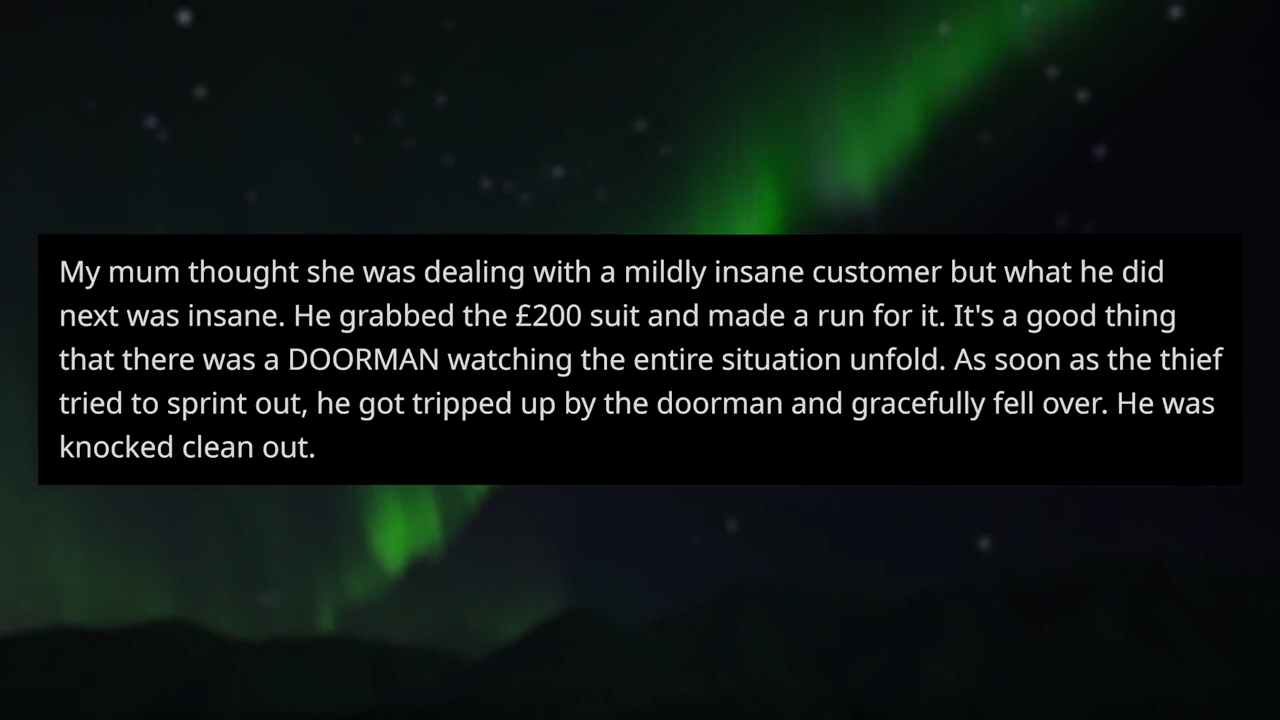 My mum thought she was dealing with a mildly insane customer but what he did
next was insane. He grabbed the £200 suit and made a run for it. It's a good thing
that there was a DOORMAN watching the entire situation unfold. As soon as the thief
tried to sprint out, he got tripped up by the doorman and gracefully fell over. He was
knocked clean out.